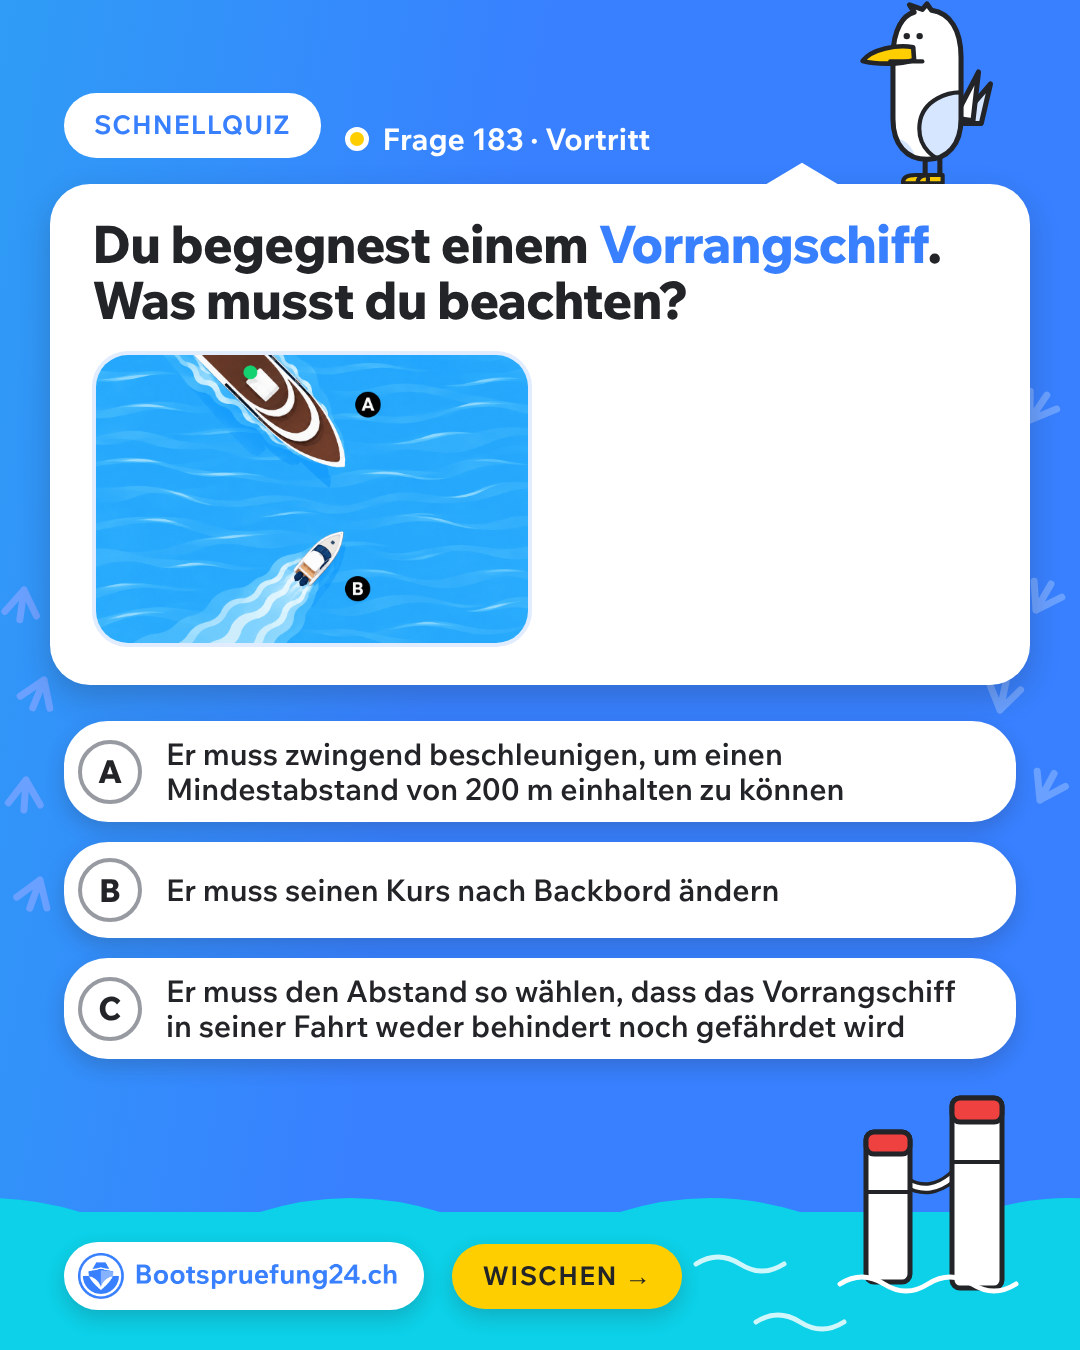 SCHNELLQUIZ
Frage 183 · Vortritt
Du begegnest einem Vorrangschiff.
Was musst du beachten?
A
B
A Er muss zwingend beschleunigen, um einen
Mindestabstand von 200 m einhalten zu können
B Er muss seinen Kurs nach Backbord ändern
C Er muss den Abstand so wählen, dass das Vorrangschiff
in seiner Fahrt weder behindert noch gefährdet wird
Bootspruefung24.ch
WISCHEN →